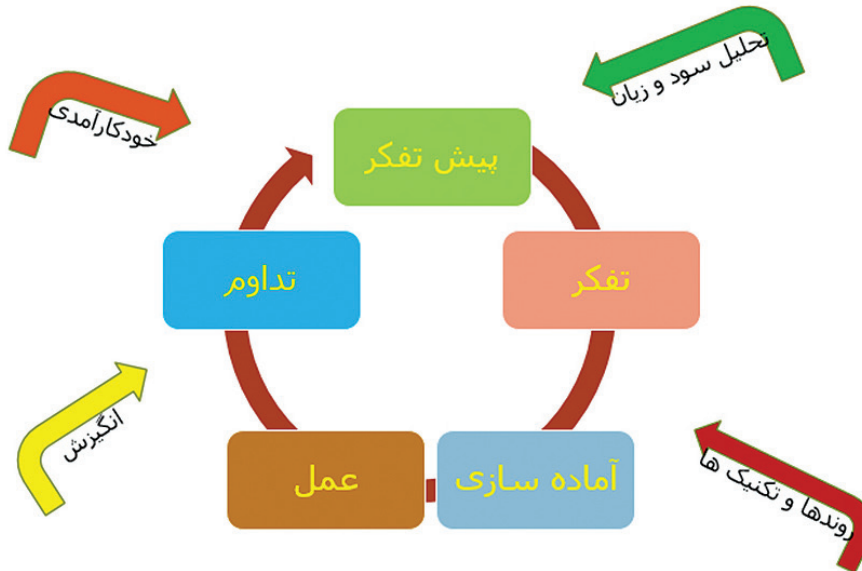 تحلیل سود و زیان
خودکارآمدی
پیش تفکر
تفکر
تداوم
انگیزش
آماده سازی
عمل
روندها و تکنیک ها